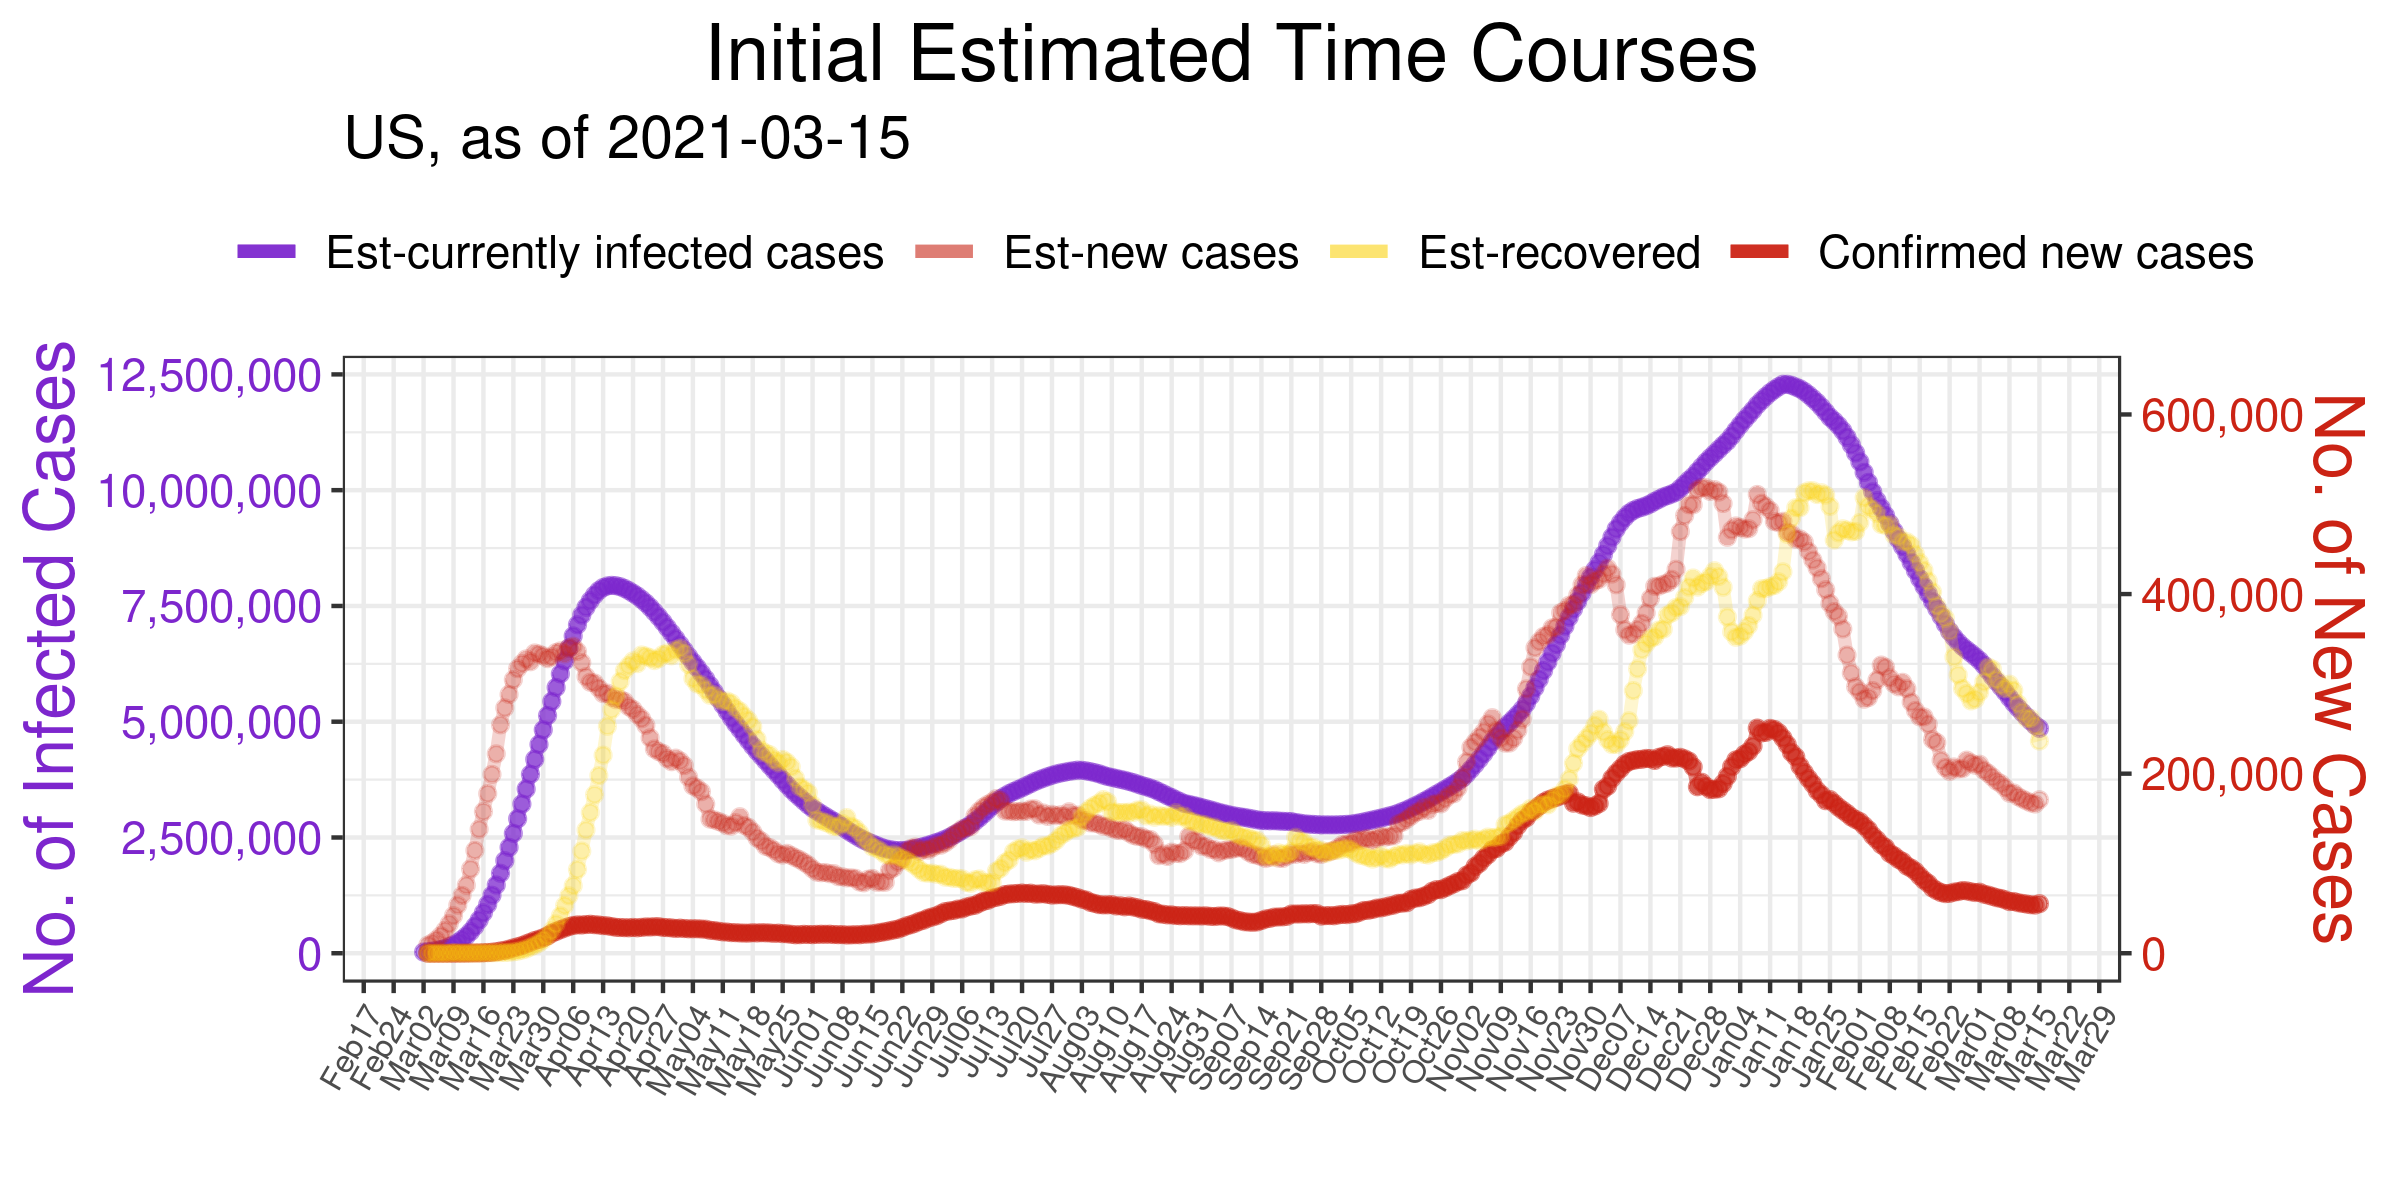 Initial Estimated Time Courses
US, as of 2021-03-15
Est-currently infected cases Est-new cases Est-recovered Confirmed new cases
No. of Infected Cases
12,500,000
10,000,000
7,500,000
5,000,000
2,500,000
0
600,000
400,000
200,000
0
No. of New Cases
Feb17 Feb24 Mar02 Mar09 Mar16 Mar23 Mar30 Apr06 Apr13 Apr20 Apr27 May04 May11 May18 May25 Jun01 Jun08 Jun15 Jun22 Jun29 Jul06 Jul13 Jul20 Jul27 Aug03 Aug10 Aug17 Aug24 Aug31 Sep07 Sep14 Sep21 Sep28 Oct05 Oct12 Oct19 Oct26 Nov02 Nov09 Nov16 Nov23 Nov30 Dec07 Dec14 Dec21 Dec28 Jan04 Jan11 Jan18 Jan25 Feb01 Feb08 Feb15 Feb22 Mar01 Mar08 Mar15 Mar22 Mar29